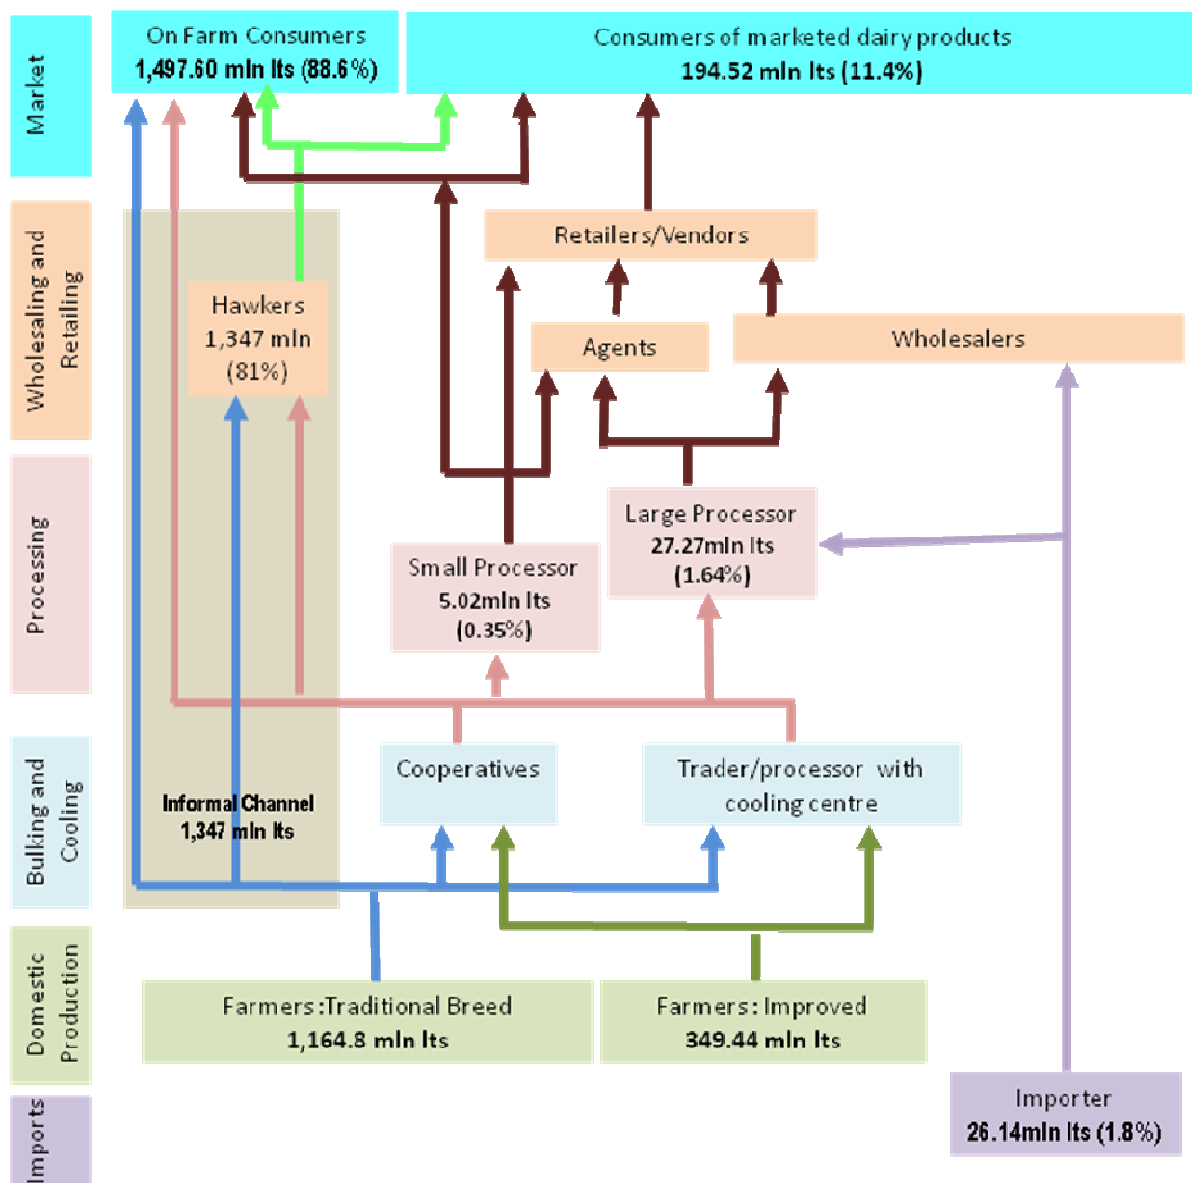 Market
On Farm Consumers
1,497.60 mln lts (88.6%)
Consumers of marketed dairy products
194.52 mln lts (11.4%)
Wholesaling and
Retailing
Retailers/Vendors
Hawkers
1,347 mln
(81%)
Agents
Wholesalers
Processing
Large Processor
27.27mln lts
(1.64%)
Small Processor
5.02mln lts
(0.35%)
Bulking and
Cooling
Cooperatives
Trader/processor with
cooling centre
Informal Channel
1,347 mln lts
Domestic
Production
Farmers :Traditional Breed
1,164.8 mln lts
Farmers : Improved
349.44 mln lts
Imports
Importer
26.14mln lts (1.8%)